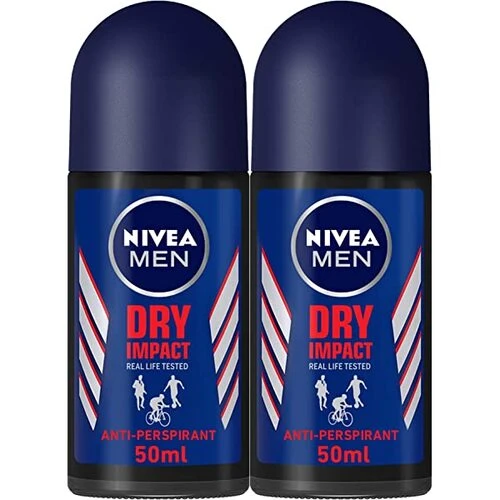 NIVEA
MEN
DRY
IMPACT
REAL LIFE TESTED
ANTI-PERSPIRANT
50ml
NIVEA
MEN
DRY
IMPACT
REAL LIFE TESTED
ANTI-PERSPIRANT
50ml